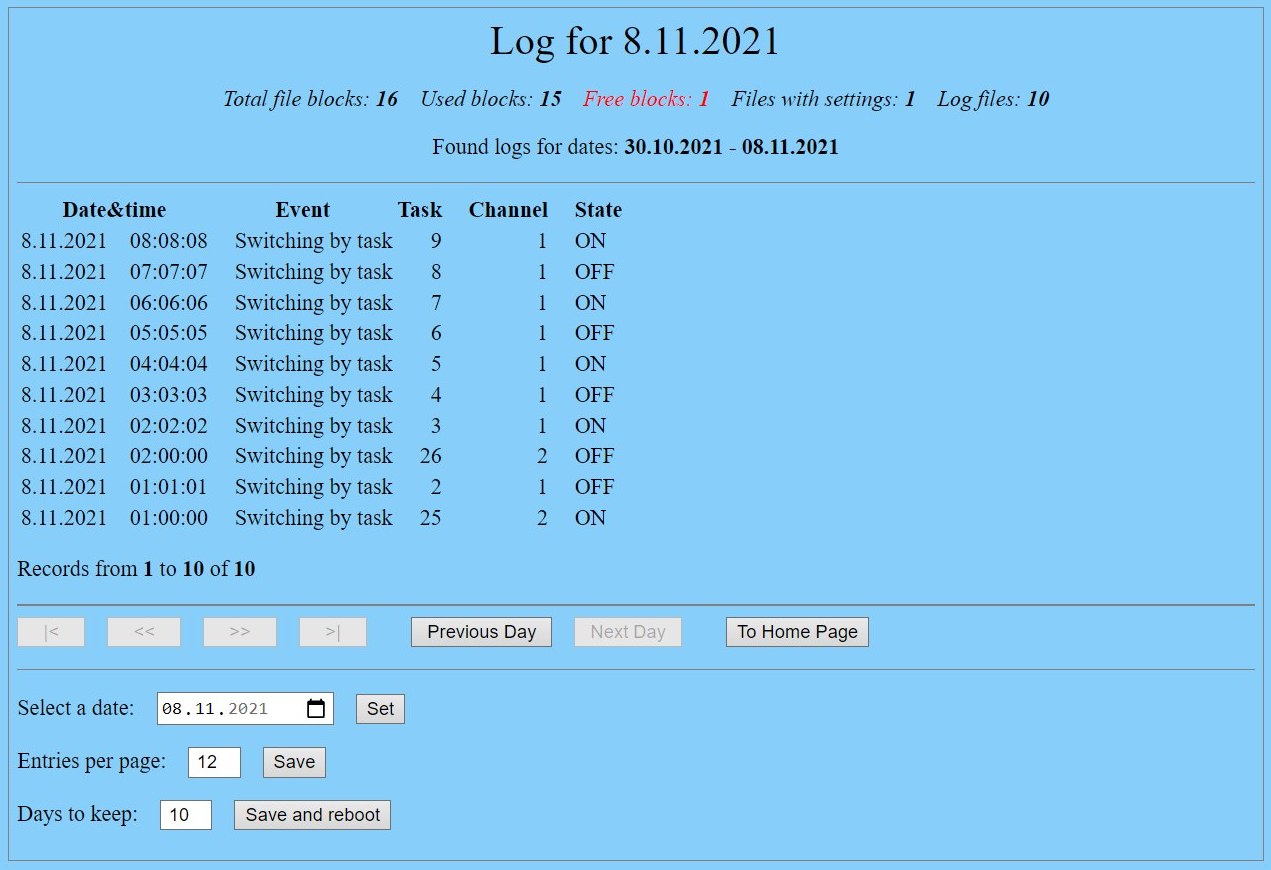 Log for 8.11.2021
Total file blocks: 16 Used blocks: 15 Free blocks: 1 Files with settings: 1 Log files: 10
Found logs for dates: 30.10.2021 - 08.11.2021
Date&time Event Task Channel State
8.11.2021 08:08:08 Switching by task 9 1 ON
8.11.2021 07:07:07 Switching by task 8 1 OFF
8.11.2021 06:06:06 Switching by task 7 1 ON
8.11.2021 05:05:05 Switching by task 6 1 OFF
8.11.2021 04:04:04 Switching by task 5 1 ON
8.11.2021 03:03:03 Switching by task 4 1 OFF
8.11.2021 02:02:02 Switching by task 3 1 ON
8.11.2021 02:00:00 Switching by task 26 2 OFF
8.11.2021 01:01:01 Switching by task 2 1 OFF
8.11.2021 01:00:00 Switching by task 25 2 ON
Records from 1 to 10 of 10
|< << >> >| Previous Day Next Day To Home Page
Select a date: 08.11.2021 Set
Entries per page: 12 Save
Days to keep: 10 Save and reboot